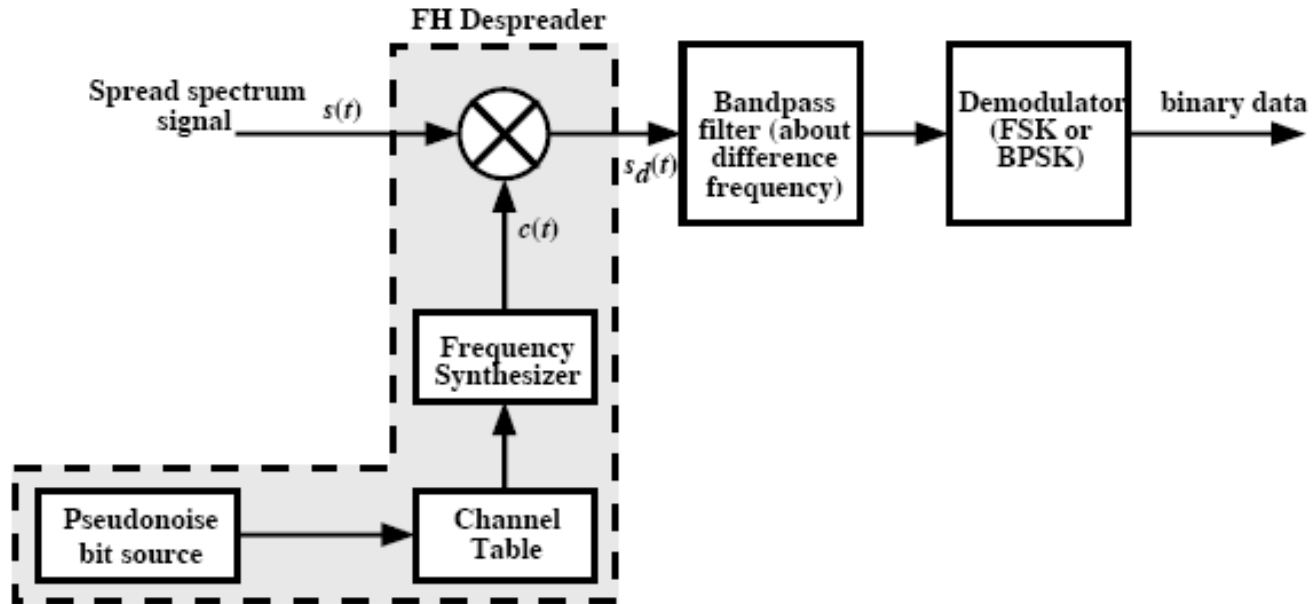 FH Despreader
Spread spectrum
signal
s(t)
s_d(t)
c(t)
Bandpass
filter (about
difference
frequency)
Demodulator
(FSK or
BPSK)
binary data
Frequency
Synthesizer
Pseudonoise
bit source
Channel
Table